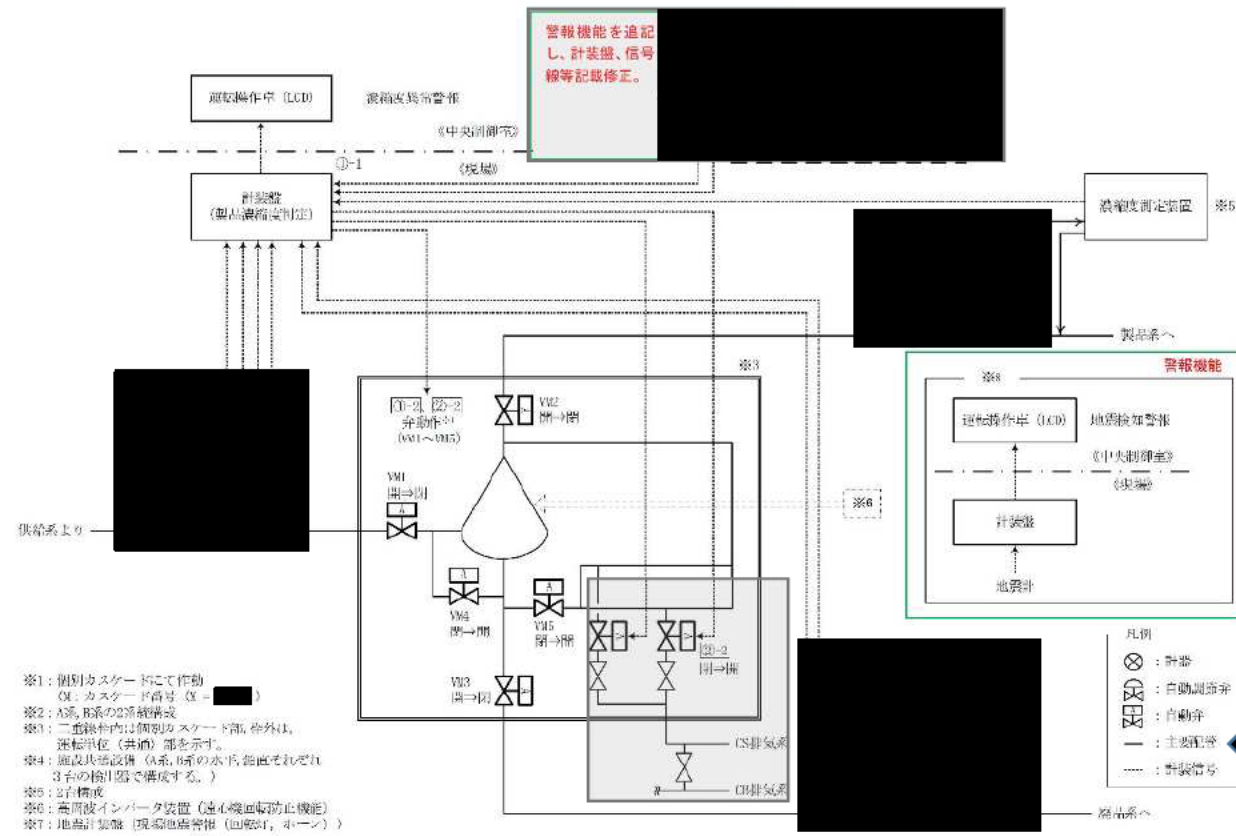 警報機能を追記
し、計装盤、信号
線等記載修正。
運転操作卓 (LCD)
濃縮度異常警報
《中央制御室》
①-1
《現場》
計装盤
(製品濃縮度判定)
濃縮度測定装置
※5
製品系へ
※3
警報機能
※8
運転操作卓 (LCD)
地震検知警報
《中央制御室》
《現場》
計装盤
地震計
①-2、②-2
弁動作※1
(VM1～VM5)
VM2
開→閉
VM1
開→閉
※6
供給系より
VM4
閉→開
VM5
閉→開
②-2
閉→開
VM3
開→閉
CS排気系
CR排気系
廃品系へ
凡例
：計器
：自動調節弁
：自動弁
：主要配管
：計装信号
※1：個別カスケードにて作動
(M：カスケード番号 (X = )
※2：A系,B系の2系統構成
※3：二重線枠内は個別カスケード部,枠外は,
運転単位（共通）部を示す。
※4：施設共通設備（A系,B系の水平,鉛直それぞれ
3台の検出器で構成する。）
※5：2台構成
※6：高周波インバータ装置（遠心機回転防止機能）
※7：地震計装盤〔現場地震警報（回転灯，ホーン）〕